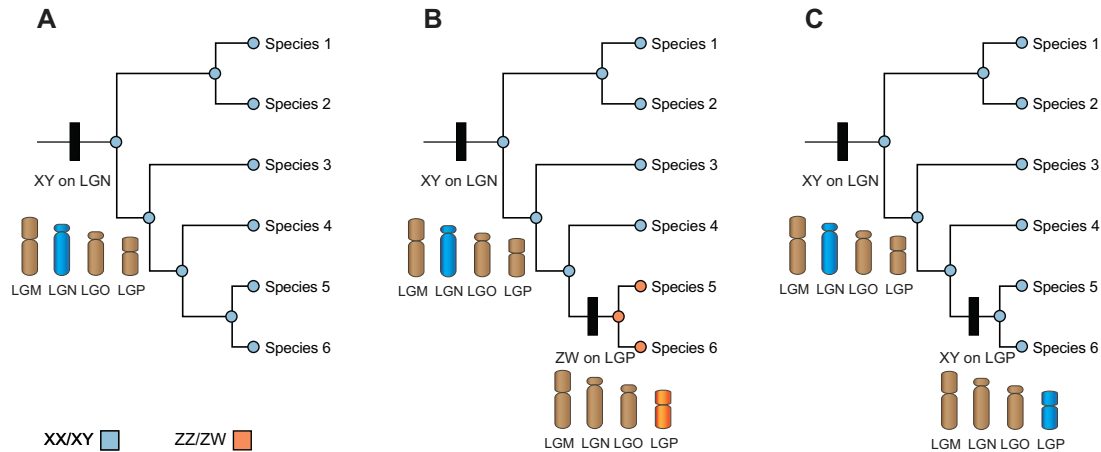 A
Species 1
Species 2
XY on LGN
Species 3
Species 4
LGM LGN LGO LGP
Species 5
Species 6
XX/XY
ZZ/ZW
B
Species 1
Species 2
XY on LGN
Species 3
Species 4
LGM LGN LGO LGP
Species 5
Species 6
ZW on LGP
LGM LGN LGO LGP
C
Species 1
Species 2
XY on LGN
Species 3
Species 4
LGM LGN LGO LGP
Species 5
Species 6
XY on LGP
LGM LGN LGO LGP